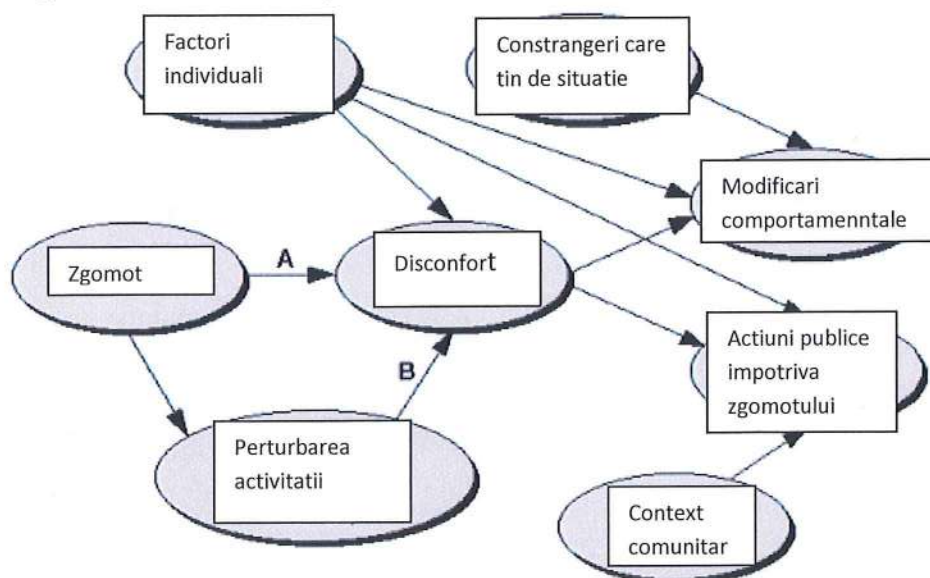 Factori
individuali
Constrangeri care
tin de situatie
Modificari
comportamenntale
Zgomot
A
Disconfort
B
Actiuni publice
impotriva
zgomotului
Perturbarea
activitatii
Context
comunitar